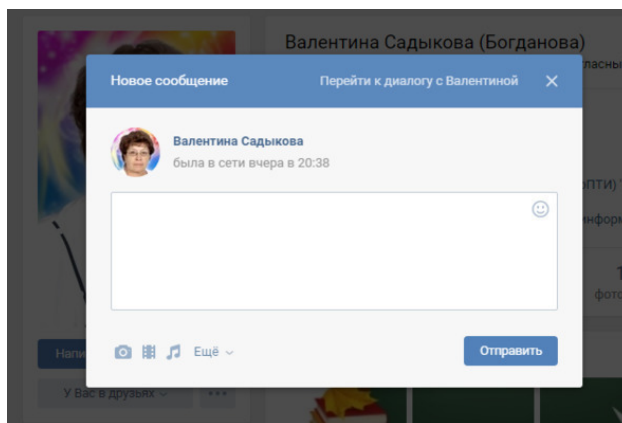 Валентина Садыкова (Богданова)
Новое сообщение
Перейти к диалогу с Валентиной
Валентина Садыкова
была в сети вчера в 20:38
Ещё
Отправить
У Вас в друзьях